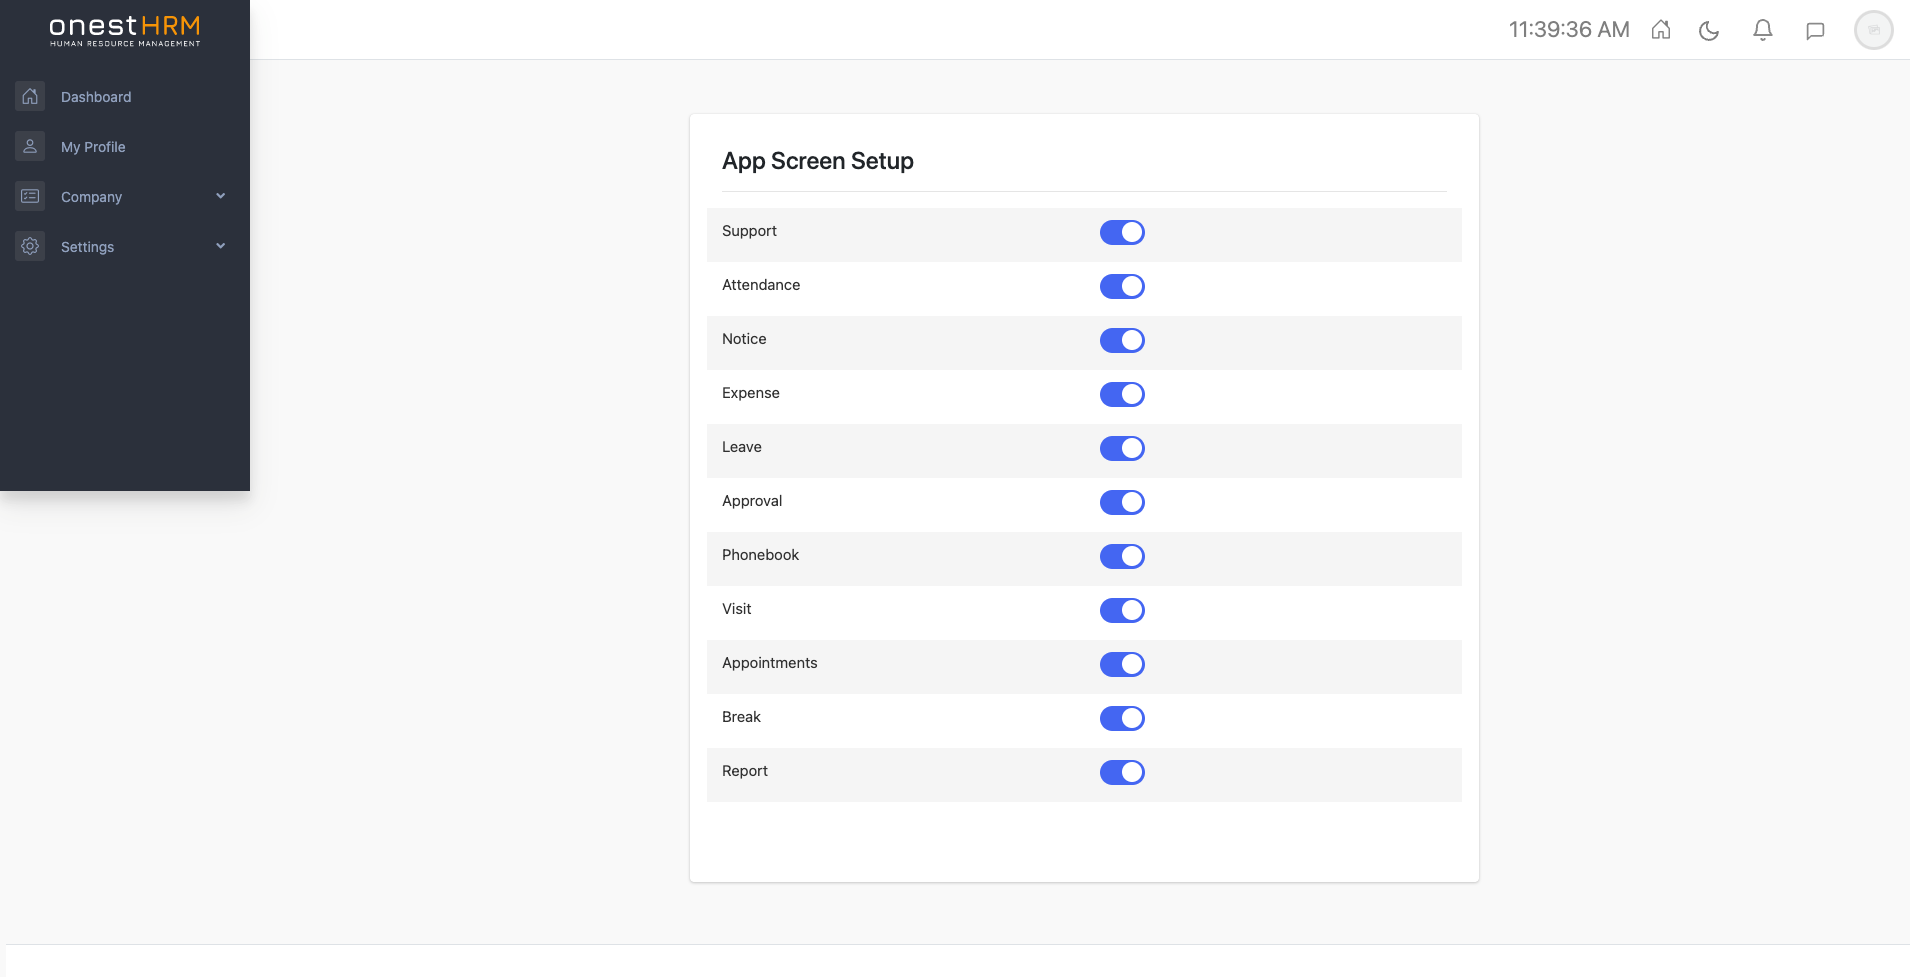 onestHRM
HUMAN RESOURCE MANAGEMENT
11:39:36 AM
Dashboard
My Profile
Company
Settings
App Screen Setup
Support
Attendance
Notice
Expense
Leave
Approval
Phonebook
Visit
Appointments
Break
Report